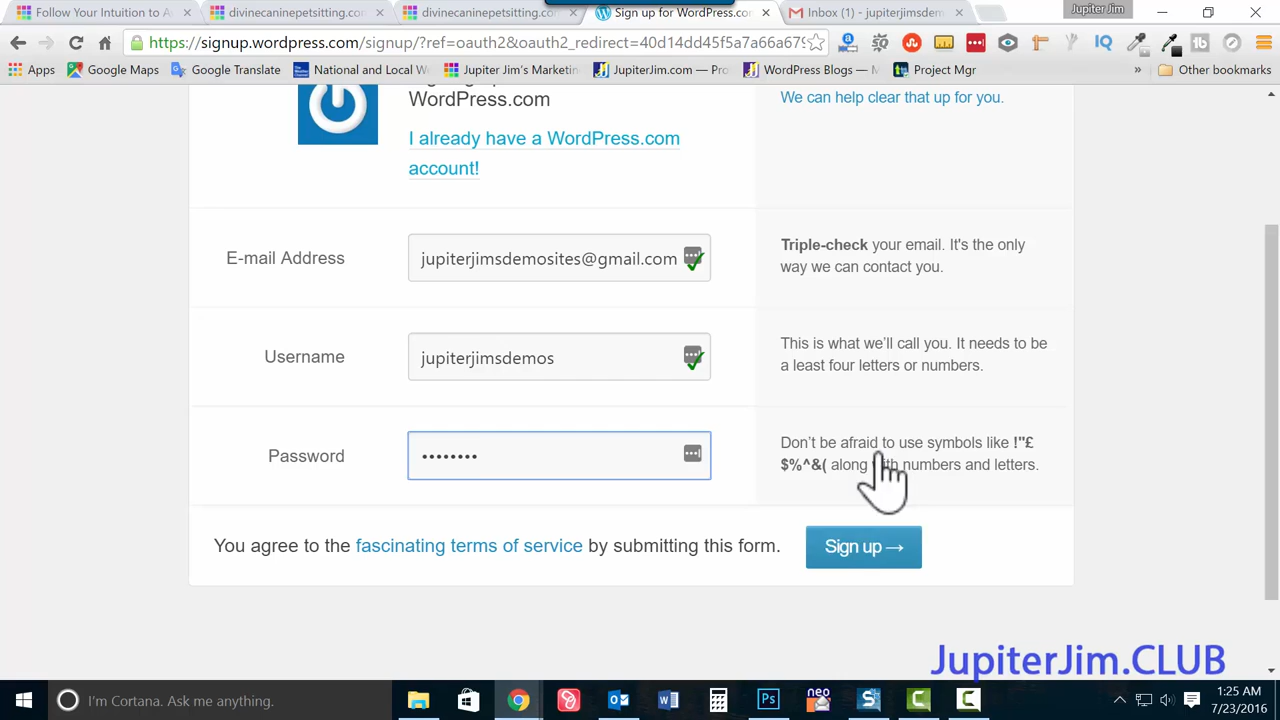 Follow Your Intuition to A
divinecaninepetsitting.con
divinecaninepetsitting.com
Sign up for WordPress.com
Inbox (1) - jupiterjimsdem
Jupiter Jim
https://signup.wordpress.com/signup/?ref=oauth2&oauth2_redirect=40d14dd45f5a7a66a679
Apps
Google Maps
Google Translate
National and Local W
Jupiter Jim's Marketin
JupiterJim.com — Pro
WordPress Blogs — M
Project Mgr
»
Other bookmarks
WordPress.com
I already have a WordPress.com
account!
We can help clear that up for you.
E-mail Address
jupiterjimsdemosites@gmail.com
Triple-check your email. It's the only
way we can contact you.
Username
jupiterjimsdemos
This is what we'll call you. It needs to be
a least four letters or numbers.
Password
••••••••
Don't be afraid to use symbols like !"£
$%^&( along with numbers and letters.
You agree to the fascinating terms of service by submitting this form.
Sign up →
JupiterJim.CLUB
I'm Cortana. Ask me anything.
neo
1:25 AM
7/23/2016